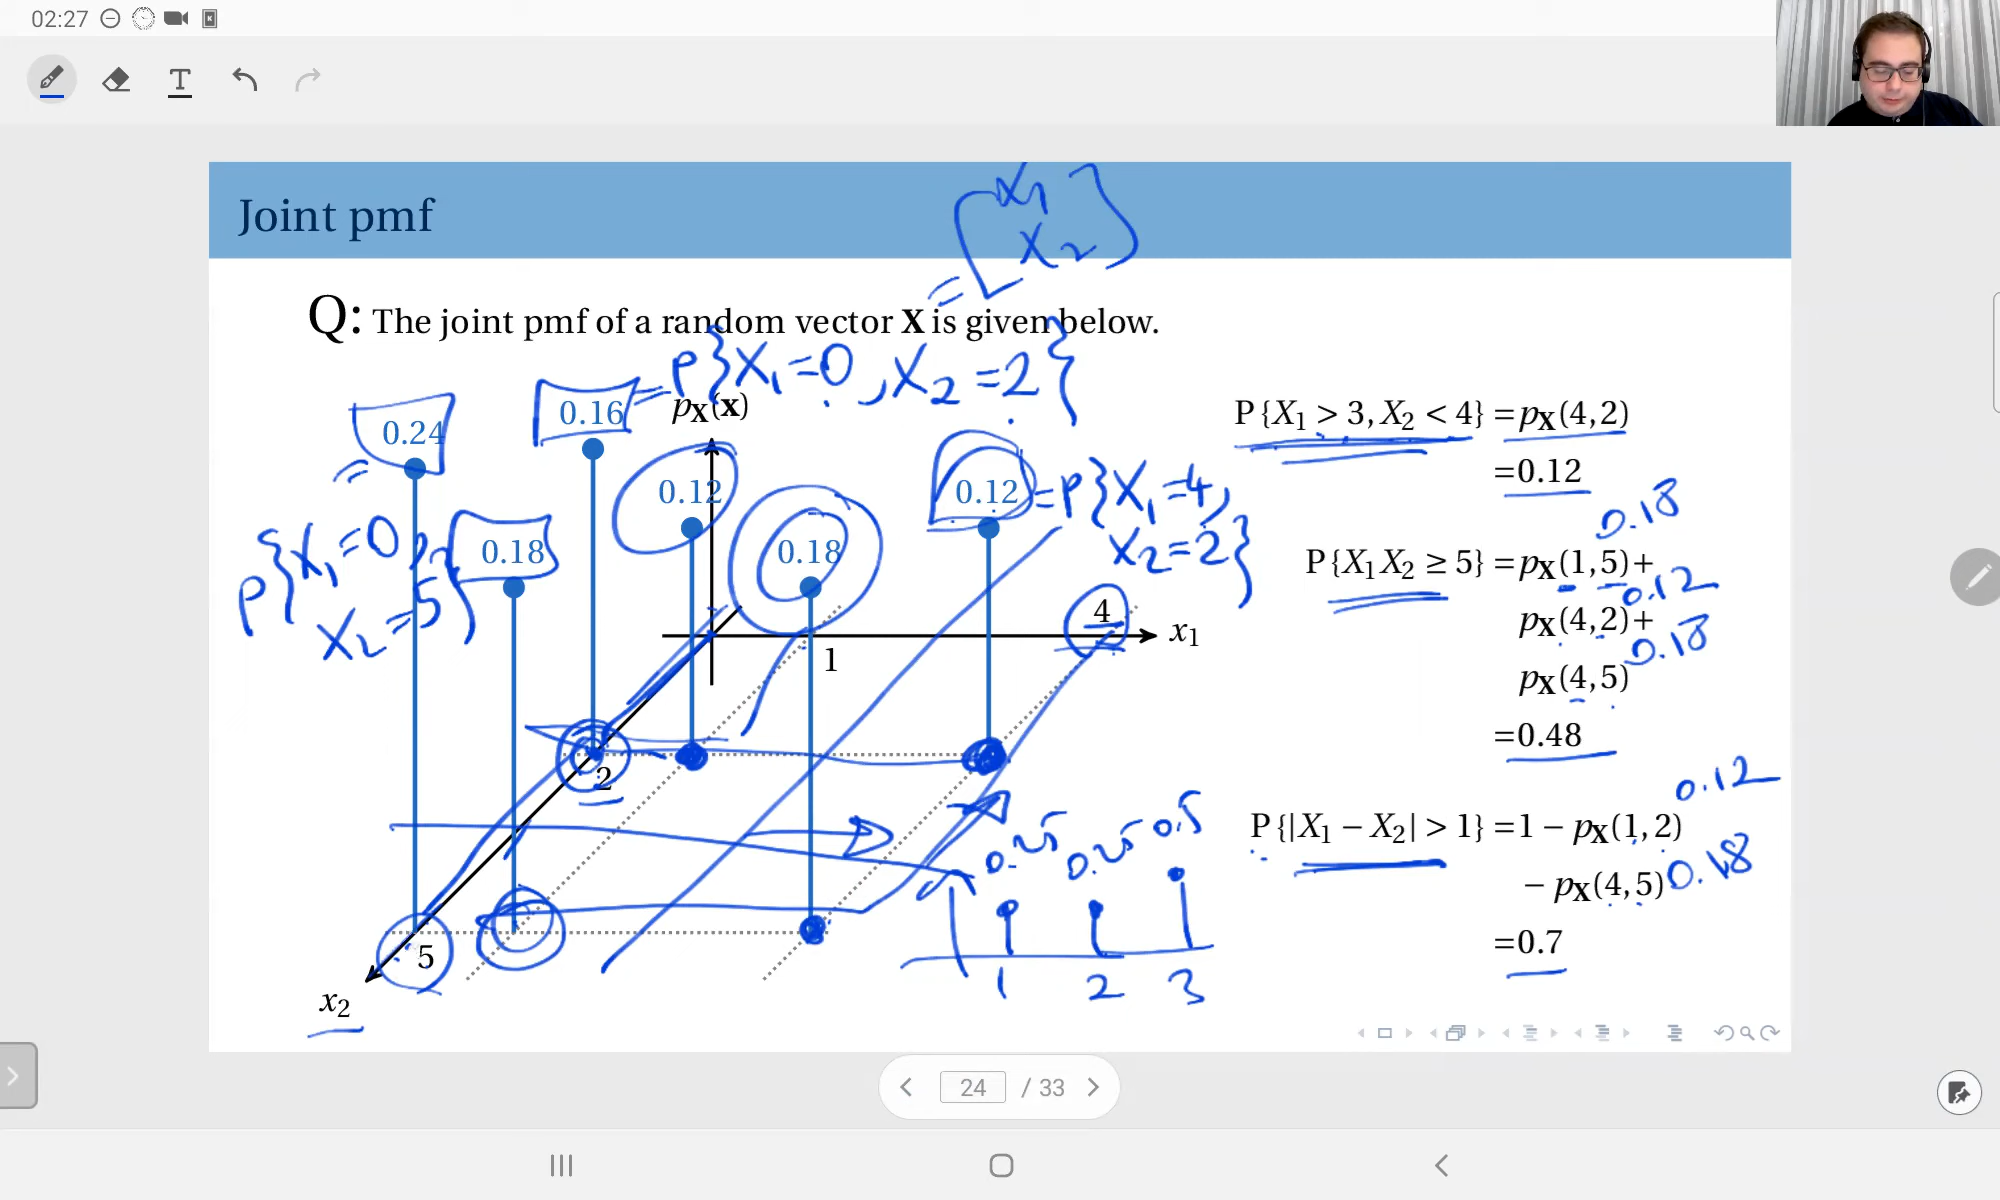 02:27
Joint pmf
= [X1
X2]
Q: The joint pmf of a random vector X is given below.
= P{X1 = 0, X2 = 2}
0.24
0.16
pX(x)
0.12
0.12
= P{X1 = 4,
X2 = 2}
0.18
0.18
=
P{X1 = 0,
X2 = 5}
4
x1
1
2
5
x2
0.25
0.25
0.5
1
2
3
P{X1 > 3, X2 < 4} = pX(4,2)
= 0.12
0.18
P{X1X2 ≥ 5} = pX(1,5)+
0.12
pX(4,2)+
0.18
pX(4,5)
= 0.48
0.12
P{|X1 − X2| > 1} = 1 − pX(1,2)
− pX(4,5) 0.18
= 0.7
24 / 33